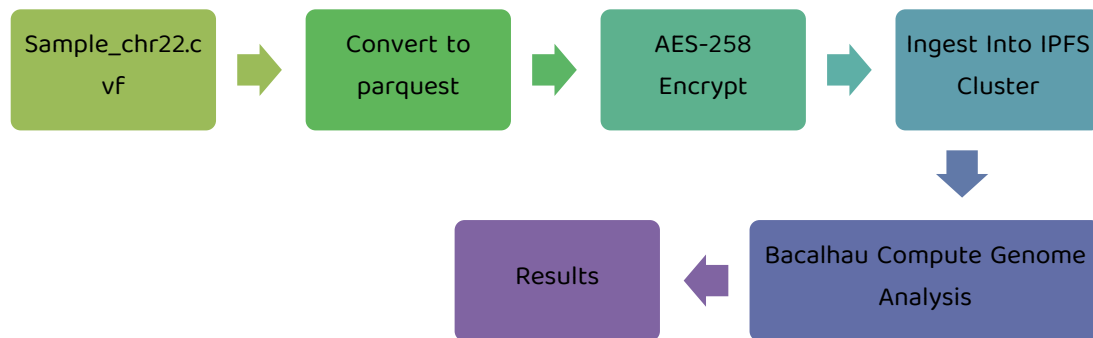 Sample_chr22.c
vf
Convert to
parquest
AES-258
Encrypt
Ingest Into IPFS
Cluster
Bacalhau Compute Genome
Analysis
Results